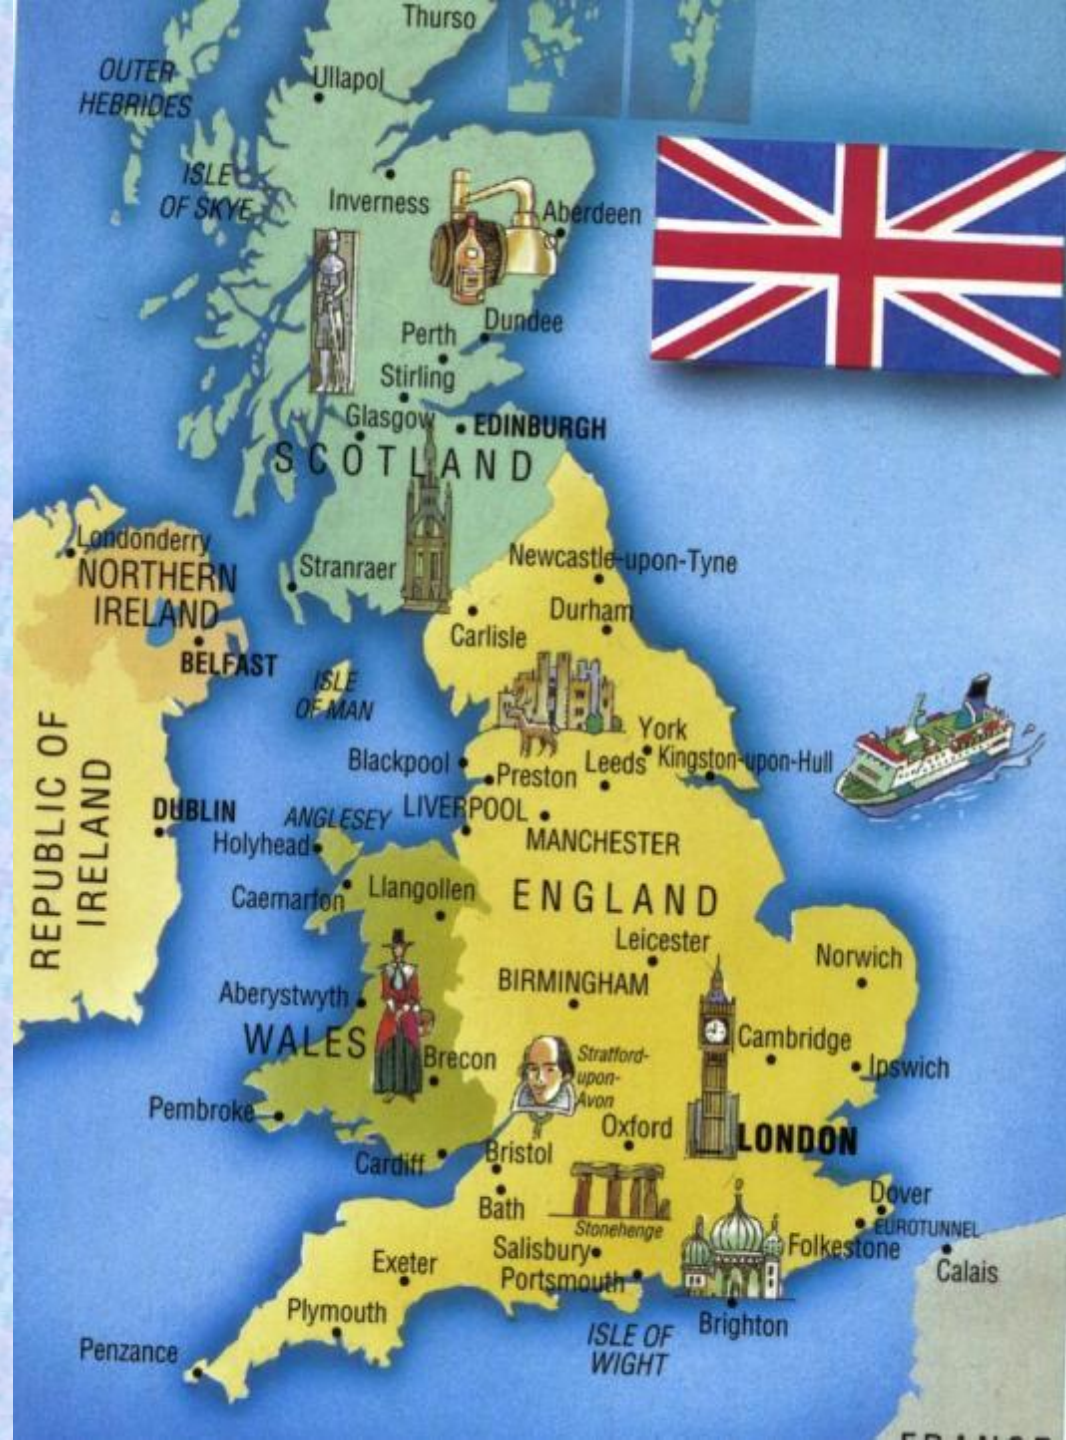 Thurso
OUTER
HEBRIDES
Ullapol
ISLE
OF SKYE
Inverness
Aberdeen
Dundee
Perth
Stirling
Glasgow
EDINBURGH
SCOTLAND
Londonderry
NORTHERN
IRELAND
BELFAST
Stranraer
Newcastle-upon-Tyne
Durham
Carlisle
ISLE
OF MAN
York
Blackpool
Preston
Leeds
Kingston-upon-Hull
REPUBLIC OF
IRELAND
DUBLIN
ANGLESEY
LIVERPOOL
Holyhead
MANCHESTER
Caernarfon
Llangollen
ENGLAND
Leicester
Norwich
BIRMINGHAM
Aberystwyth
WALES
Brecon
Stratford-
upon-
Avon
Cambridge
Ipswich
Pembroke
Oxford
LONDON
Cardiff
Bristol
Bath
Stonehenge
Dover
EUROTUNNEL
Folkestone
Calais
Salisbury
Portsmouth
Exeter
Plymouth
Brighton
ISLE OF
WIGHT
Penzance
FRANCE